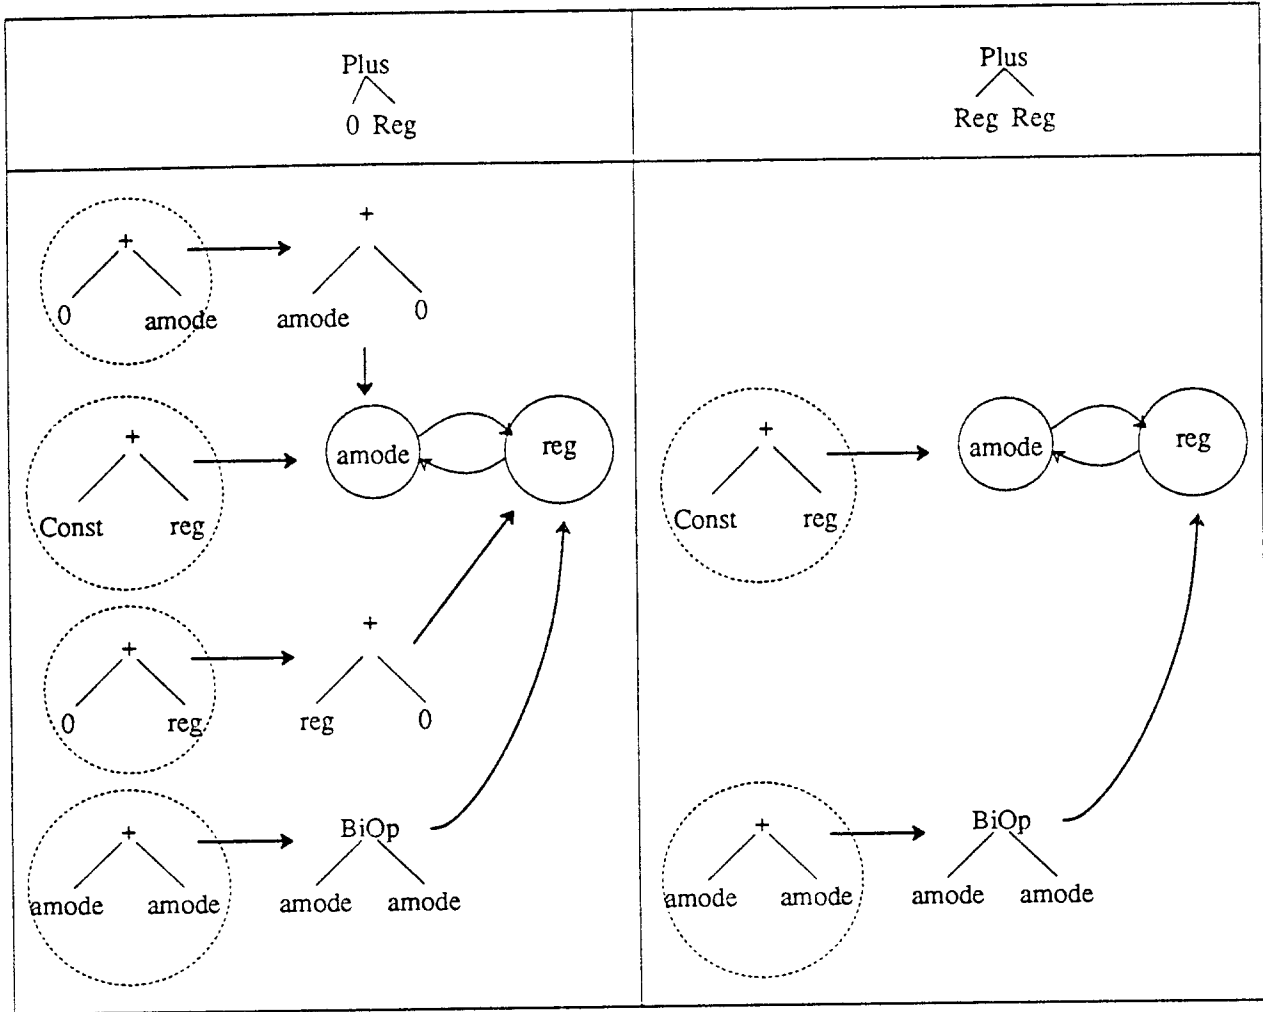 Plus
0 Reg
Plus
Reg Reg
+
0 amode
+
amode 0
+
Const reg
amode
reg
+
0 reg
+
reg 0
+
amode amode
BiOp
amode amode
+
Const reg
amode
reg
+
amode amode
BiOp
amode amode